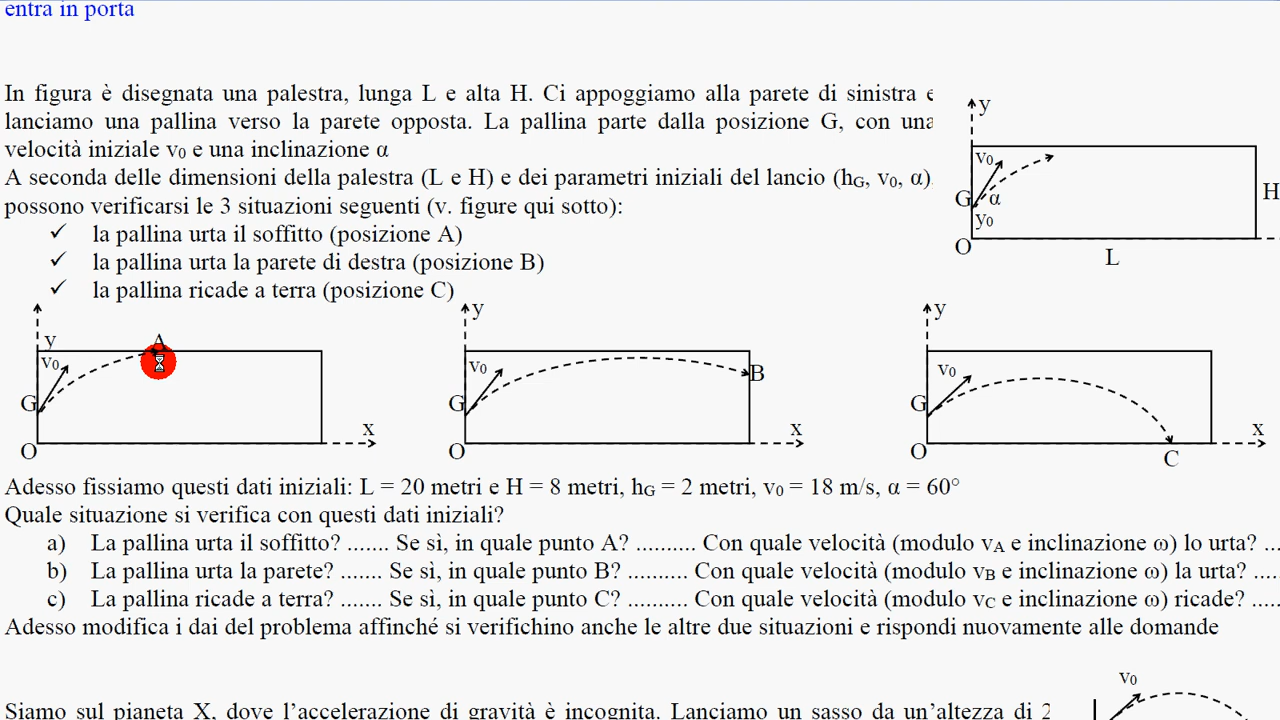 entra in porta
In figura è disegnata una palestra, lunga L e alta H. Ci appoggiamo alla parete di sinistra e
lanciamo una pallina verso la parete opposta. La pallina parte dalla posizione G, con una
velocità iniziale v0 e una inclinazione α
A seconda delle dimensioni della palestra (L e H) e dei parametri iniziali del lancio (hG, v0, α)
possono verificarsi le 3 situazioni seguenti (v. figure qui sotto):
✓ la pallina urta il soffitto (posizione A)
✓ la pallina urta la parete di destra (posizione B)
✓ la pallina ricade a terra (posizione C)
y
v0
G
α
y0
O
L
H
y
A
v0
G
O
x
y
v0
G
B
O
x
y
v0
G
O
x
C
Adesso fissiamo questi dati iniziali: L = 20 metri e H = 8 metri, hG = 2 metri, v0 = 18 m/s, α = 60°
Quale situazione si verifica con questi dati iniziali?
a) La pallina urta il soffitto? ....... Se sì, in quale punto A? .......... Con quale velocità (modulo vA e inclinazione ω) lo urta? ...
b) La pallina urta la parete? ....... Se sì, in quale punto B? .......... Con quale velocità (modulo vB e inclinazione ω) la urta? ....
c) La pallina ricade a terra? ....... Se sì, in quale punto C? .......... Con quale velocità (modulo vC e inclinazione ω) ricade? ....
Adesso modifica i dai del problema affinché si verifichino anche le altre due situazioni e rispondi nuovamente alle domande
v0
Siamo sul pianeta X, dove l'accelerazione di gravità è incognita. Lanciamo un sasso da un'altezza di 2